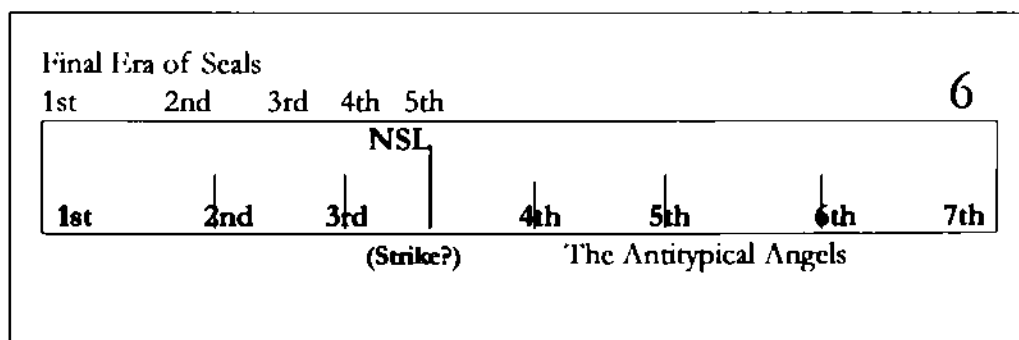 Final Era of Seals
6
1st 2nd 3rd 4th 5th
NSL
1st 2nd 3rd 4th 5th 6th 7th
(Strike?) The Antitypical Angels